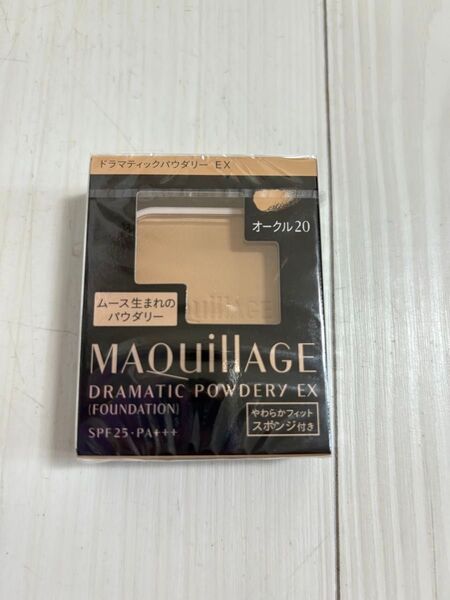 ドラマティックパウダリー EX
オークル20
ムース生まれの
パウダリー
MAQuillAGE
DRAMATIC POWDERY EX
(FOUNDATION)
SPF25・PA+++
やわらかフィット
スポンジ付き